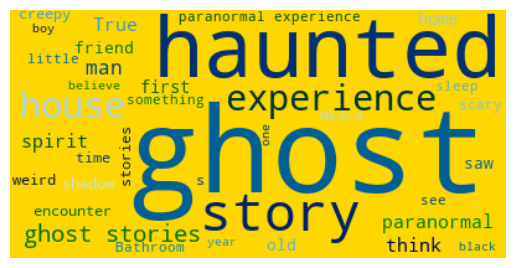 creepy
paranormal experience
home
boy
True
haunted
friend
little
man
believe
first
sleep
house
something
experience
scary
Heard
ghost
spirit
stories
one
time
saw
weird
shadow
s
story
see
encounter
paranormal
ghost stories
Bathroom
year
old
think
black